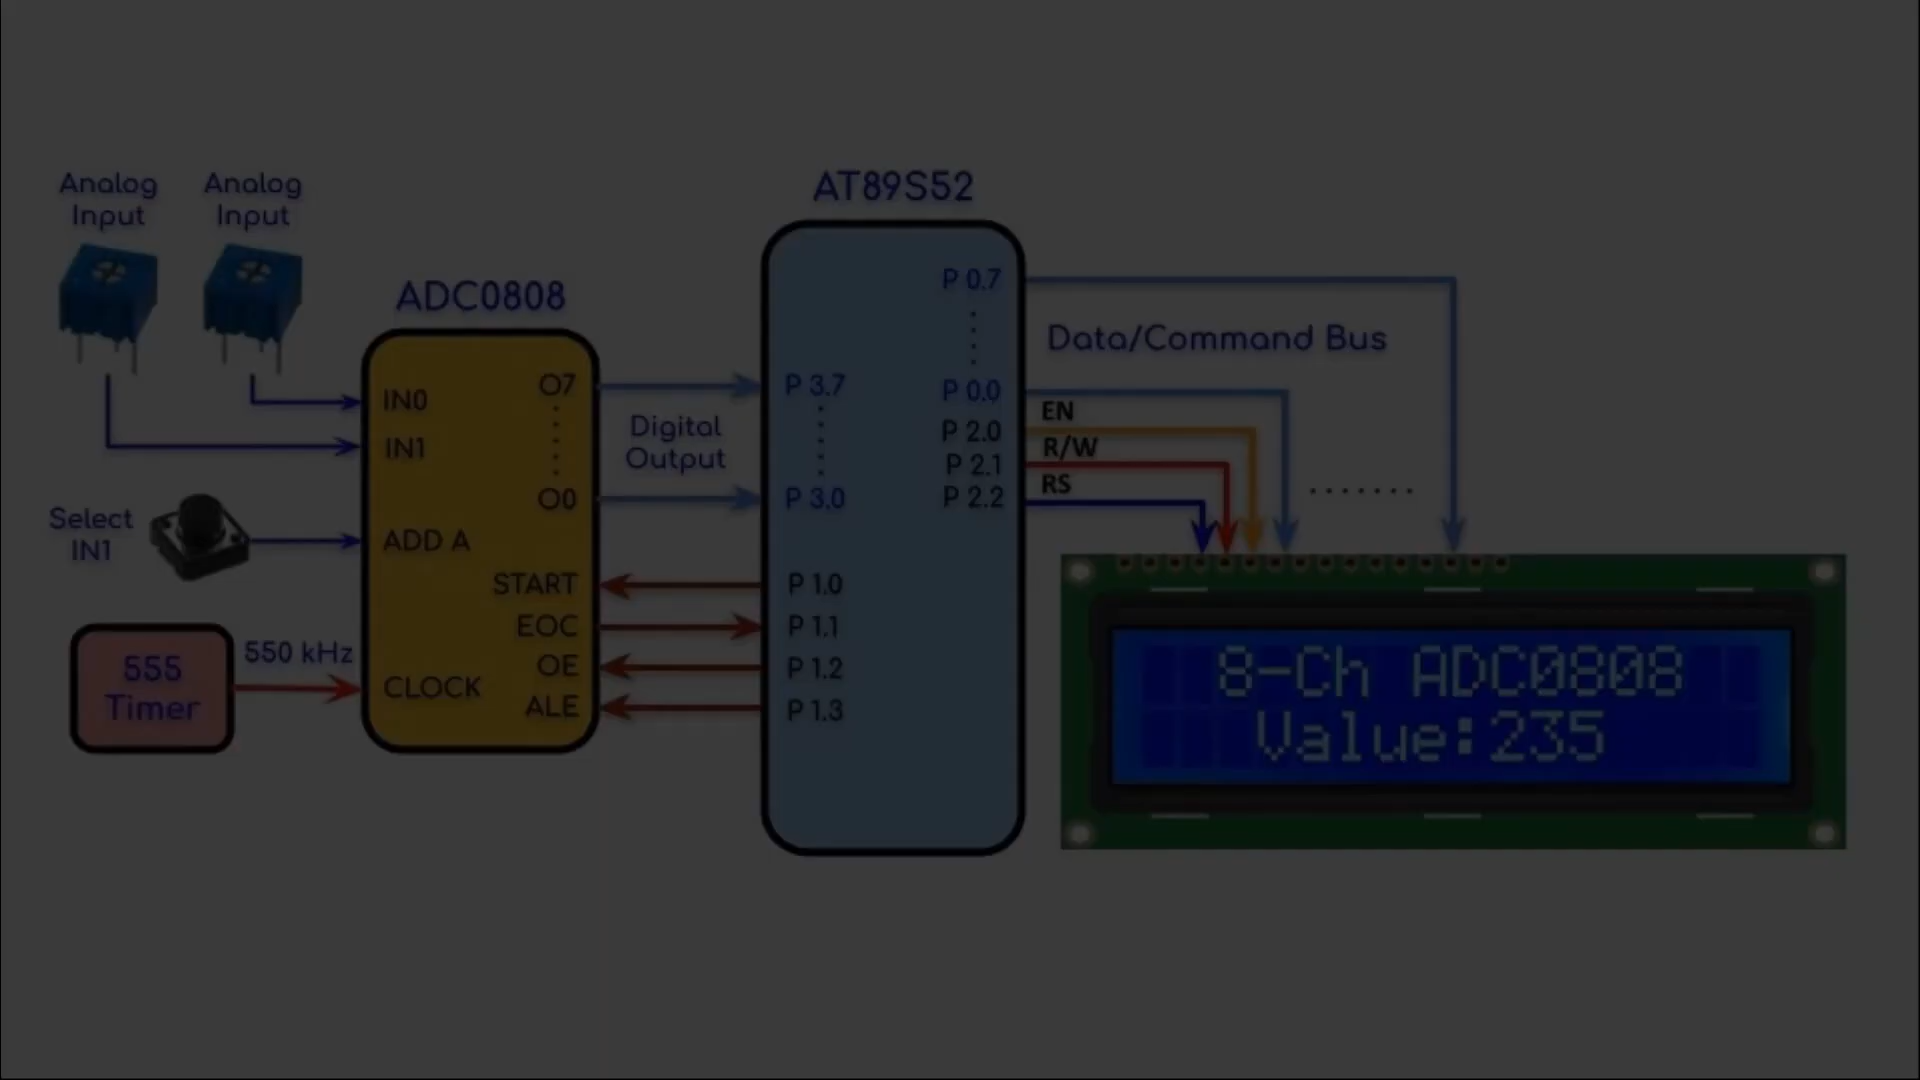 Analog
Input
Analog
Input
AT89S52
ADC0808
P 0.7
Data/Command Bus
IN0
O7
P 3.7
P 0.0
EN
IN1
Digital
Output
P 2.0
R/W
P 2.1
RS
O0
P 3.0
P 2.2
Select
IN1
ADD A
START
P 1.0
EOC
P 1.1
555
Timer
550 kHz
OE
P 1.2
CLOCK
ALE
P 1.3
8-Ch ADC0808
Value:235